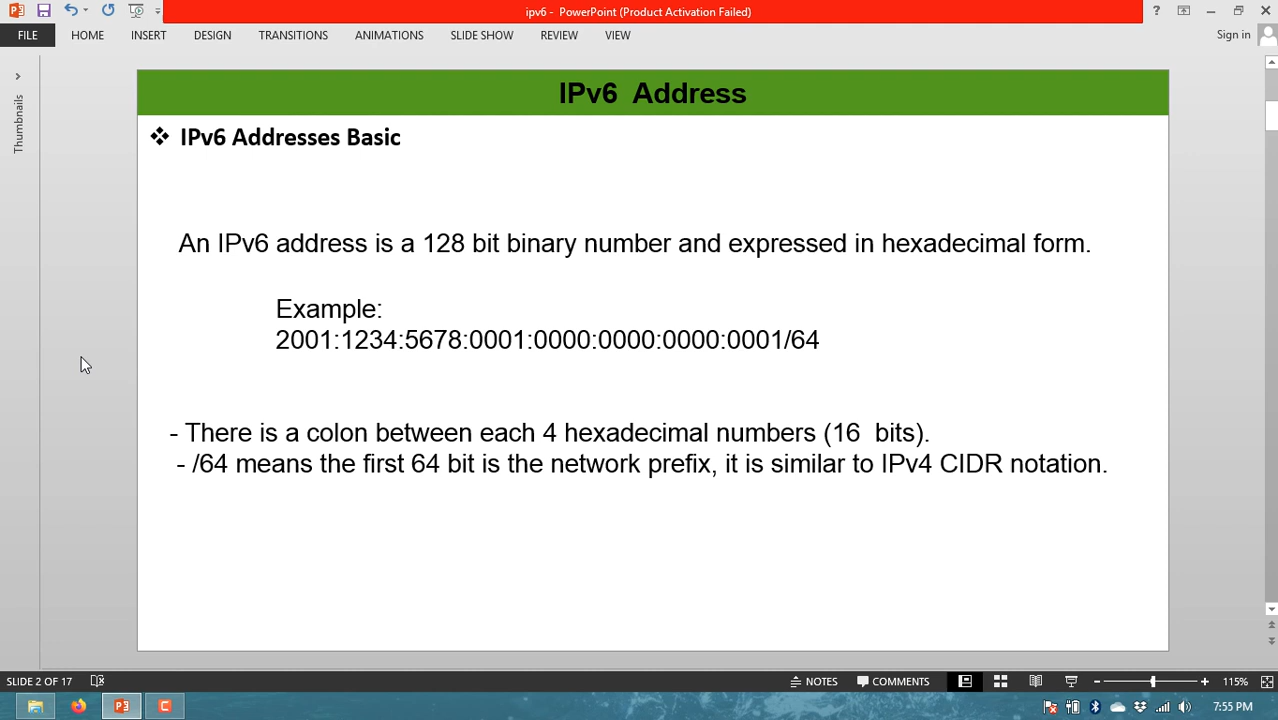 ipv6 - PowerPoint (Product Activation Failed)
FILE HOME INSERT DESIGN TRANSITIONS ANIMATIONS SLIDE SHOW REVIEW VIEW Sign in
Thumbnails
IPv6 Address
❖ IPv6 Addresses Basic
An IPv6 address is a 128 bit binary number and expressed in hexadecimal form.
Example:
2001:1234:5678:0001:0000:0000:0000:0001/64
- There is a colon between each 4 hexadecimal numbers (16 bits).
- /64 means the first 64 bit is the network prefix, it is similar to IPv4 CIDR notation.
SLIDE 2 OF 17 NOTES COMMENTS 115%
7:55 PM